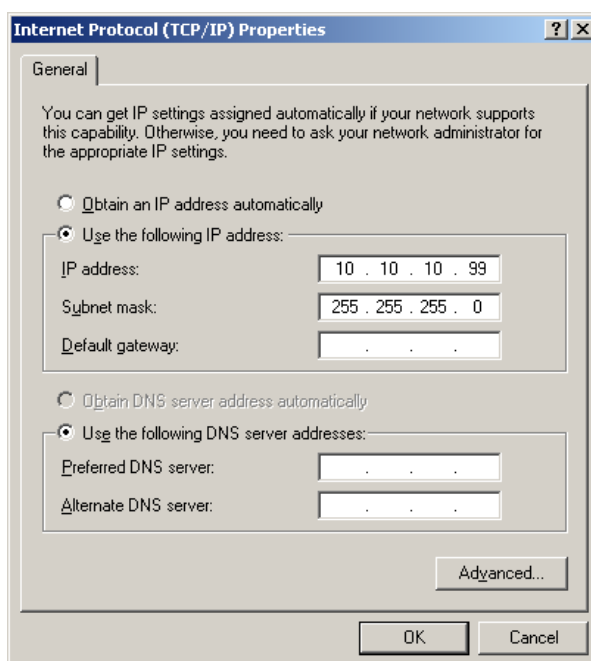 Internet Protocol (TCP/IP) Properties
General
You can get IP settings assigned automatically if your network supports
this capability. Otherwise, you need to ask your network administrator for
the appropriate IP settings.
Obtain an IP address automatically
Use the following IP address:
IP address: 10 . 10 . 10 . 99
Subnet mask: 255 . 255 . 255 . 0
Default gateway: . . .
Obtain DNS server address automatically
Use the following DNS server addresses:
Preferred DNS server: . . .
Alternate DNS server: . . .
Advanced...
OK Cancel